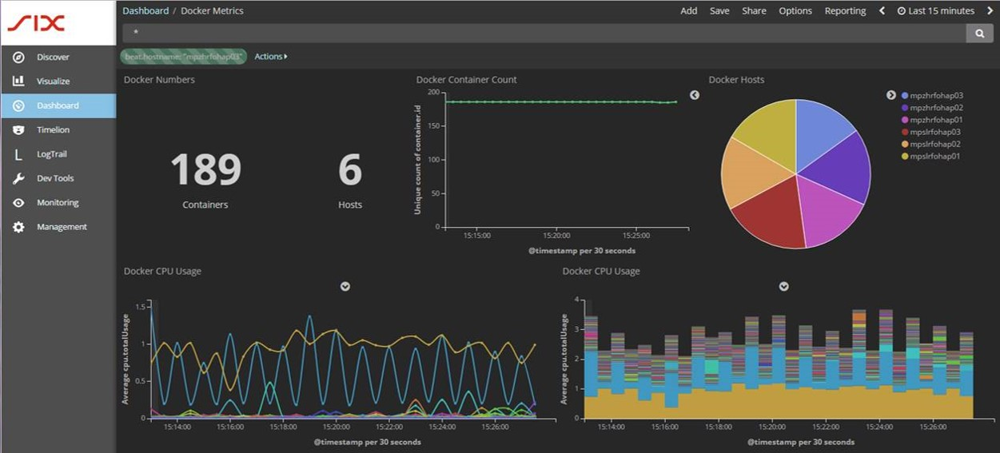 SIX
Dashboard / Docker Metrics
Add Save Share Options Reporting Last 15 minutes
*
beat.hostname: "mpzhrfohap03" Actions
Discover
Visualize
Dashboard
Timelion
L LogTrail
Dev Tools
Monitoring
Management
Docker Numbers
189
Containers
6
Hosts
Docker Container Count
Unique count of container.id
200
150
100
50
0
15:15:00 15:20:00 15:25:00
@timestamp per 30 seconds
Docker Hosts
mpzhrfohap03
mpzhrfohap02
mpzhrfohap01
mpslrfohap03
mpslrfohap02
mpslrfohap01
Docker CPU Usage
Average cpu.totalUsage
1.5
1
0.5
0
15:14:00 15:16:00 15:18:00 15:20:00 15:22:00 15:24:00 15:26:00
@timestamp per 30 seconds
Docker CPU Usage
Average cpu.totalUsage
4
3
2
1
0
15:14:00 15:16:00 15:18:00 15:20:00 15:22:00 15:24:00 15:26:00
@timestamp per 30 seconds